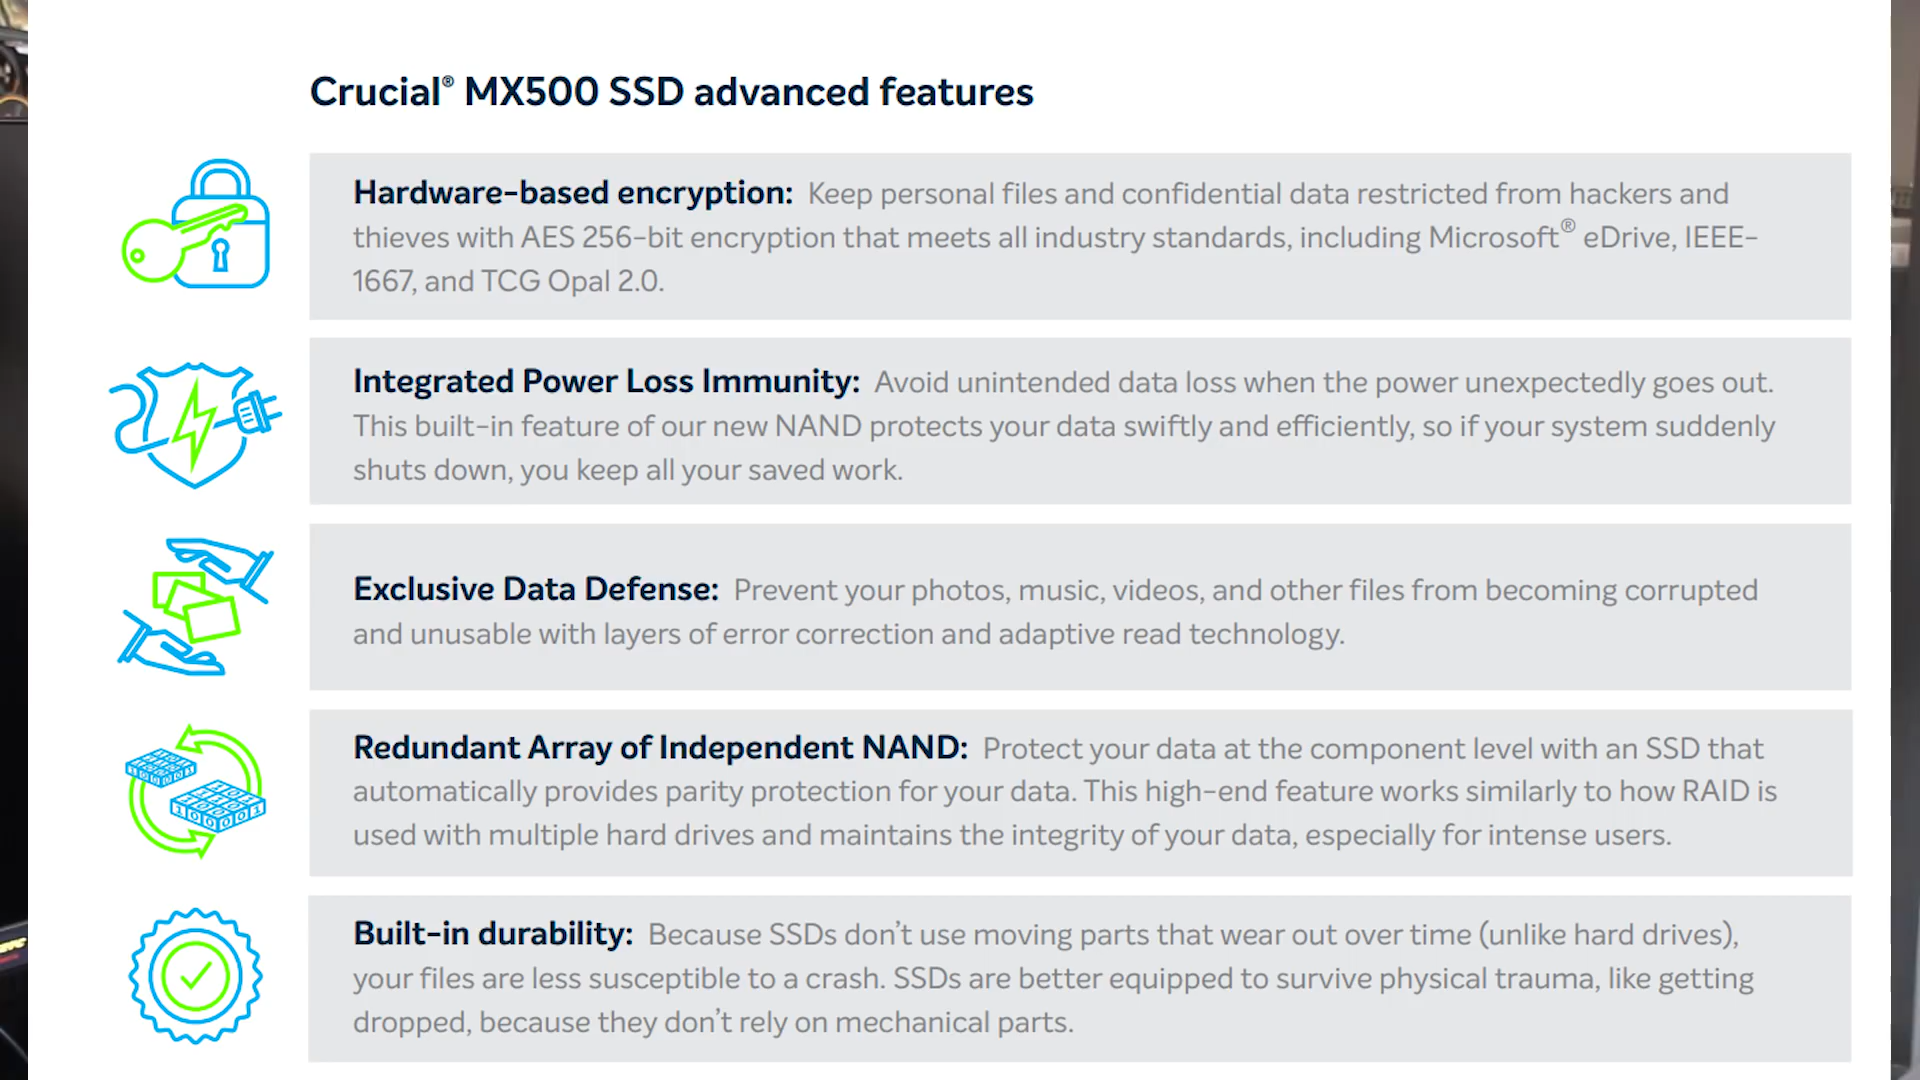 Crucial® MX500 SSD advanced features
Hardware-based encryption: Keep personal files and confidential data restricted from hackers and
thieves with AES 256-bit encryption that meets all industry standards, including Microsoft® eDrive, IEEE-
1667, and TCG Opal 2.0.
Integrated Power Loss Immunity: Avoid unintended data loss when the power unexpectedly goes out.
This built-in feature of our new NAND protects your data swiftly and efficiently, so if your system suddenly
shuts down, you keep all your saved work.
Exclusive Data Defense: Prevent your photos, music, videos, and other files from becoming corrupted
and unusable with layers of error correction and adaptive read technology.
Redundant Array of Independent NAND: Protect your data at the component level with an SSD that
automatically provides parity protection for your data. This high-end feature works similarly to how RAID is
used with multiple hard drives and maintains the integrity of your data, especially for intense users.
Built-in durability: Because SSDs don't use moving parts that wear out over time (unlike hard drives),
your files are less susceptible to a crash. SSDs are better equipped to survive physical trauma, like getting
dropped, because they don't rely on mechanical parts.